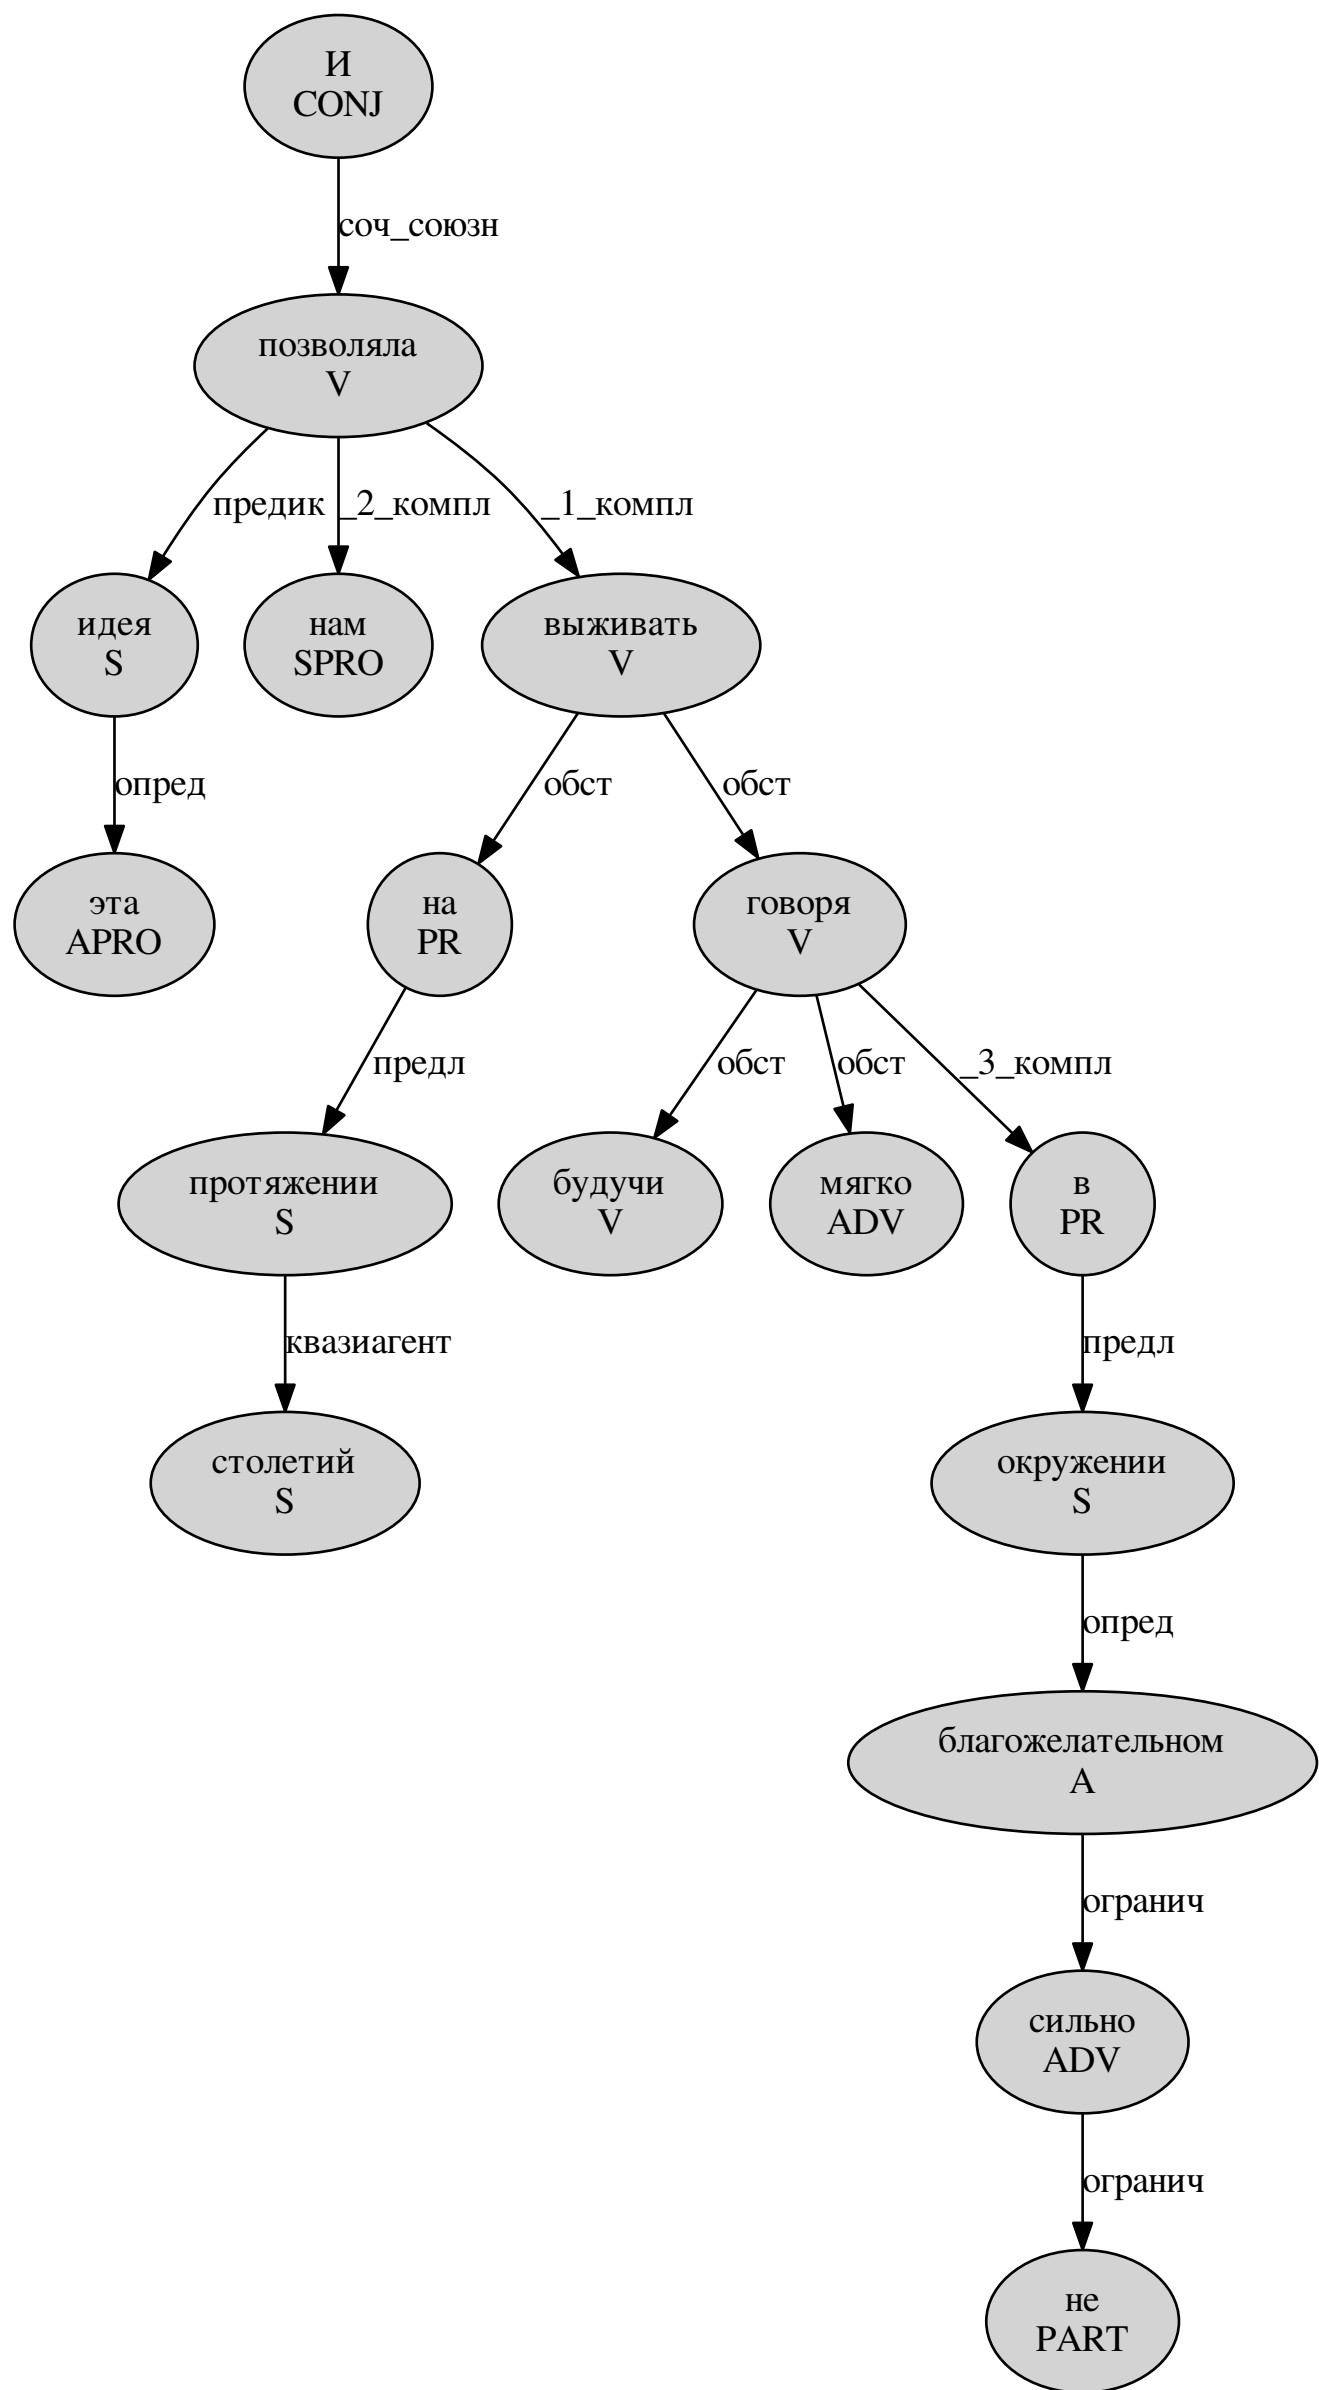 И
CONJ
соч_союзн
позволяла
V
предик
_2_компл
_1_компл
идея
S
нам
SPRO
выживать
V
опред
обст
обст
эта
APRO
на
PR
говоря
V
предл
обст
обст
_3_компл
протяжении
S
будучи
V
мягко
ADV
в
PR
квазиагент
предл
столетий
S
окружении
S
опред
благожелательном
A
огранич
сильно
ADV
огранич
не
PART